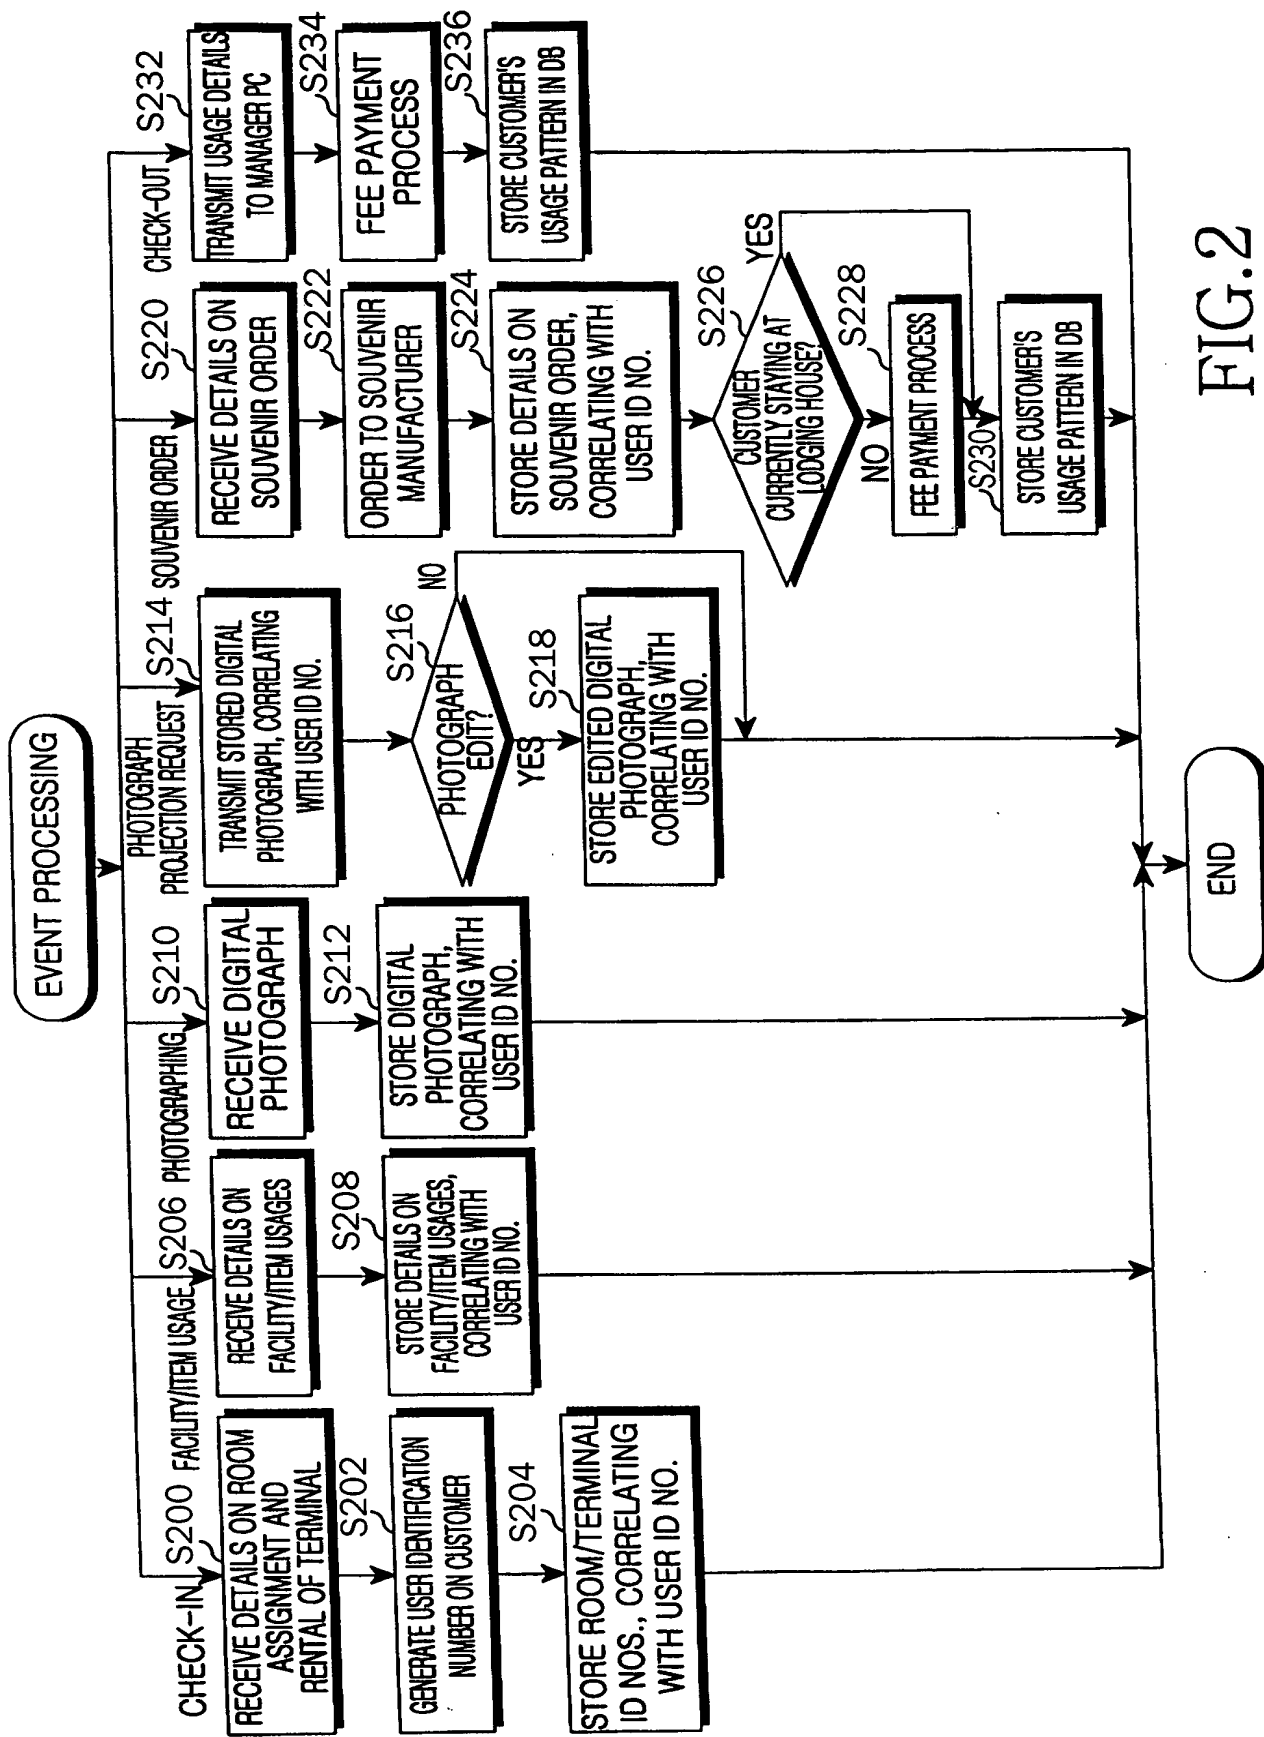 EVENT PROCESSING
CHECK-IN
S200
RECEIVE DETAILS ON ROOM
ASSIGNMENT AND
RENTAL OF TERMINAL
S202
GENERATE USER IDENTIFICATION
NUMBER ON CUSTOMER
S204
STORE ROOM/TERMINAL
ID NOS., CORRELATING
WITH USER ID NO.
FACILITY/ITEM USAGE
S206
RECEIVE DETAILS ON
FACILITY/ITEM USAGES
S208
STORE DETAILS ON
FACILITY/ITEM USAGES,
CORRELATING WITH
USER ID NO.
PHOTOGRAPHING
S210
RECEIVE DIGITAL
PHOTOGRAPH
S212
STORE DIGITAL
PHOTOGRAPH,
CORRELATING WITH
USER ID NO.
PHOTOGRAPH
PROJECTION REQUEST
S214
TRANSMIT STORED DIGITAL
PHOTOGRAPH, CORRELATING
WITH USER ID NO.
S216
PHOTOGRAPH
EDIT?
NO
YES
S218
STORE EDITED DIGITAL
PHOTOGRAPH,
CORRELATING WITH
USER ID NO.
SOUVENIR ORDER
S220
RECEIVE DETAILS ON
SOUVENIR ORDER
S222
ORDER TO SOUVENIR
MANUFACTURER
S224
STORE DETAILS ON
SOUVENIR ORDER,
CORRELATING WITH
USER ID NO.
S226
CUSTOMER
CURRENTLY STAYING AT
LODGING HOUSE?
YES
NO
S228
FEE PAYMENT PROCESS
S230
STORE CUSTOMER'S
USAGE PATTERN IN DB
CHECK-OUT
S232
TRANSMIT USAGE DETAILS
TO MANAGER PC
S234
FEE PAYMENT
PROCESS
S236
STORE CUSTOMER'S
USAGE PATTERN IN DB
END
FIG.2